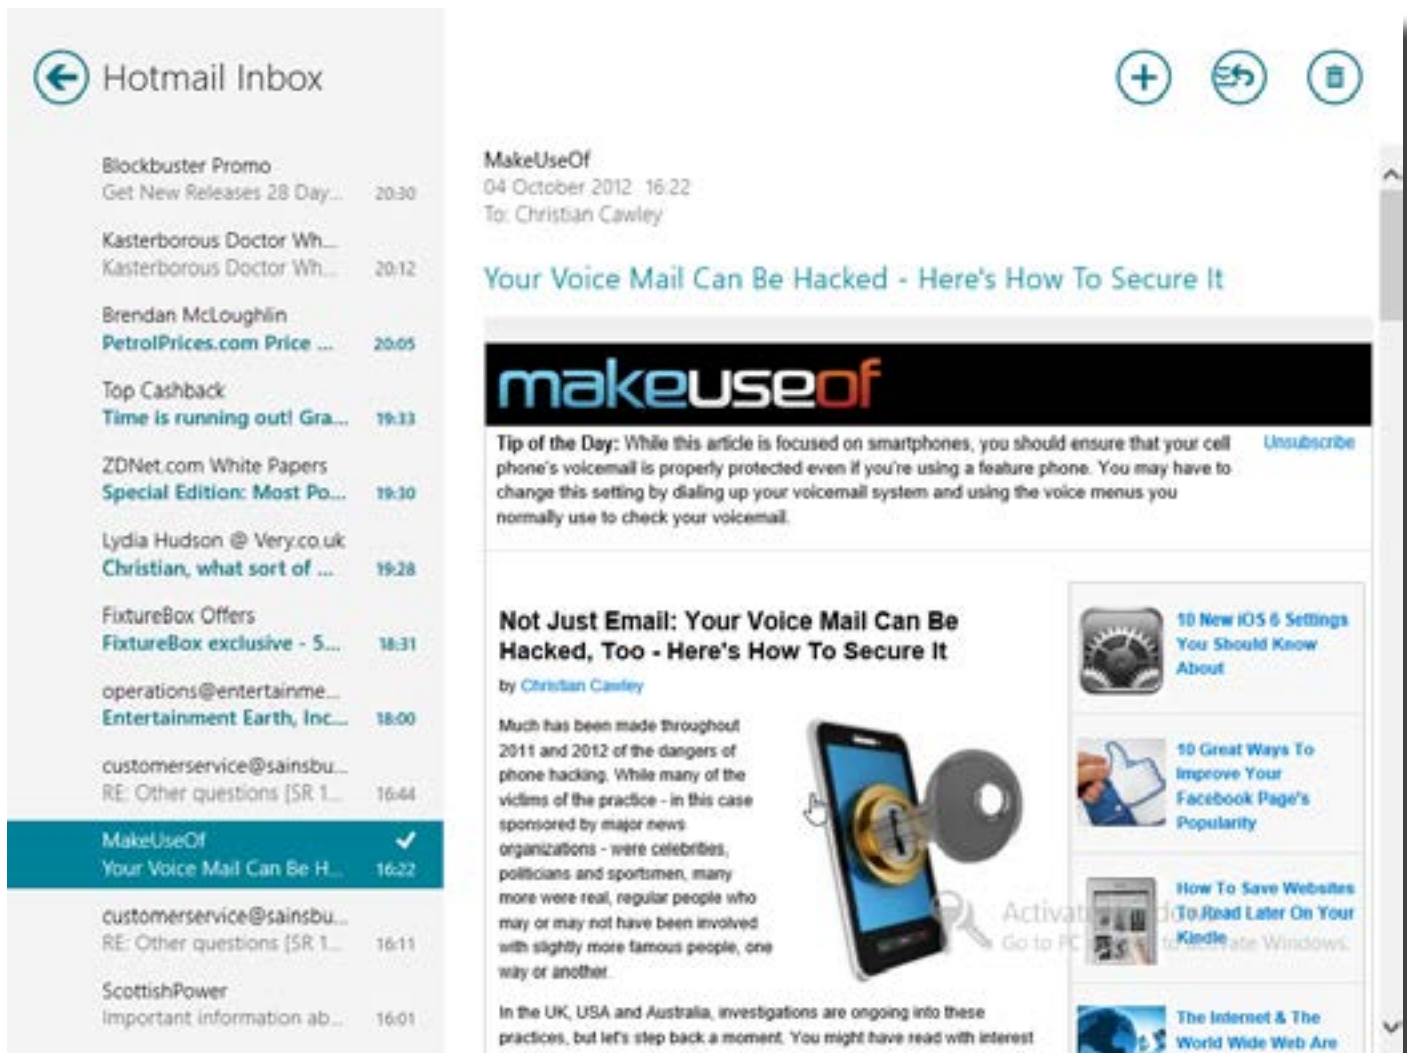 Hotmail Inbox
Blockbuster Promo
Get New Releases 28 Day... 20:30
Kasterborous Doctor Wh...
Kasterborous Doctor Wh... 20:12
Brendan McLoughlin
PetrolPrices.com Price ... 20:05
Top Cashback
Time is running out! Gra... 19:33
ZDNet.com White Papers
Special Edition: Most Po... 19:30
Lydia Hudson @ Very.co.uk
Christian, what sort of ... 19:28
FixtureBox Offers
FixtureBox exclusive - 5... 18:31
operations@entertainme...
Entertainment Earth, Inc... 18:00
customerservice@sainsbu...
RE: Other questions [SR 1... 16:44
MakeUseOf
Your Voice Mail Can Be H... 16:22
customerservice@sainsbu...
RE: Other questions [SR 1... 16:11
ScottishPower
Important information ab... 16:01
MakeUseOf
04 October 2012 16:22
To: Christian Cawley
Your Voice Mail Can Be Hacked - Here's How To Secure It
makeuseof
Tip of the Day: While this article is focused on smartphones, you should ensure that your cell
phone's voicemail is properly protected even if you're using a feature phone. You may have to
change this setting by dialing up your voicemail system and using the voice menus you
normally use to check your voicemail.
Unsubscribe
Not Just Email: Your Voice Mail Can Be
Hacked, Too - Here's How To Secure It
by Christian Cawley
Much has been made throughout
2011 and 2012 of the dangers of
phone hacking. While many of the
victims of the practice - in this case
sponsored by major news
organizations - were celebrities,
politicians and sportsmen, many
more were real, regular people who
may or may not have been involved
with slightly more famous people, one
way or another.
In the UK, USA and Australia, investigations are ongoing into these
practices, but let's step back a moment. You might have read with interest
10 New iOS 6 Settings
You Should Know
About
10 Great Ways To
Improve Your
Facebook Page's
Popularity
How To Save Websites
To Read Later On Your
Kindle
The Internet & The
World Wide Web Are
Go to PC to activate Windows.